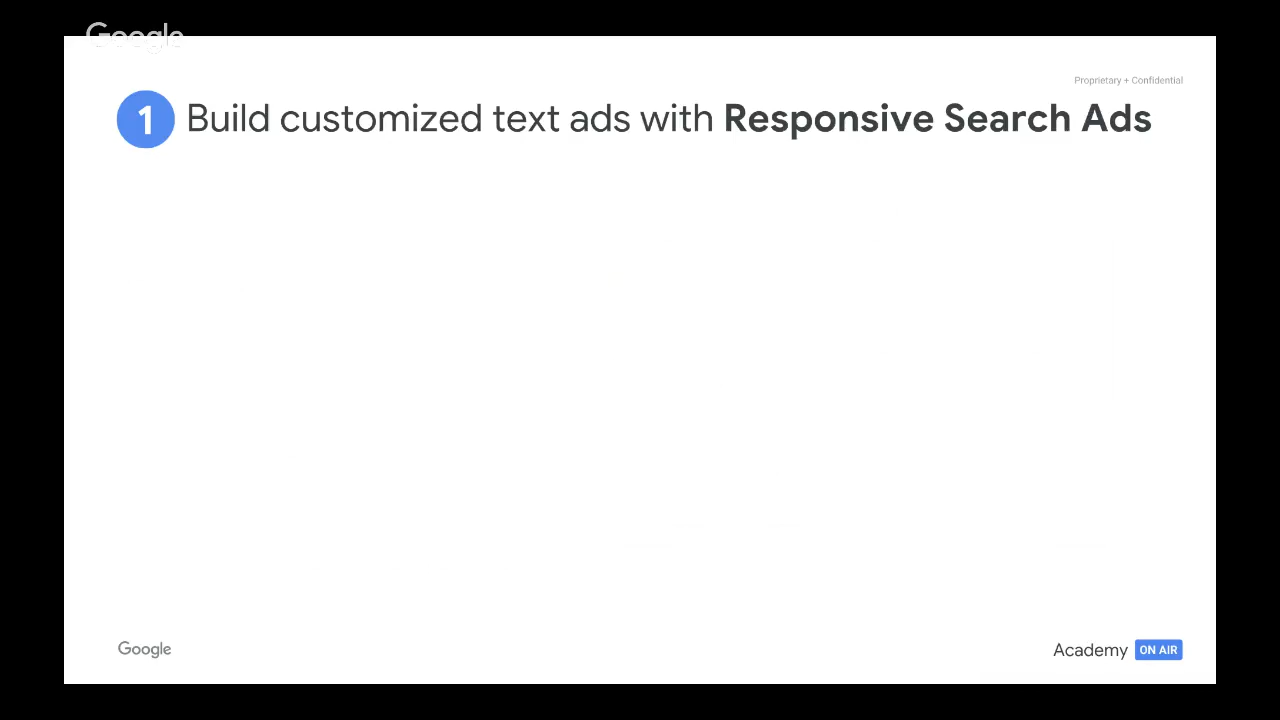 Google
Proprietary + Confidential
1 Build customized text ads with Responsive Search Ads
Google
Academy ON AIR